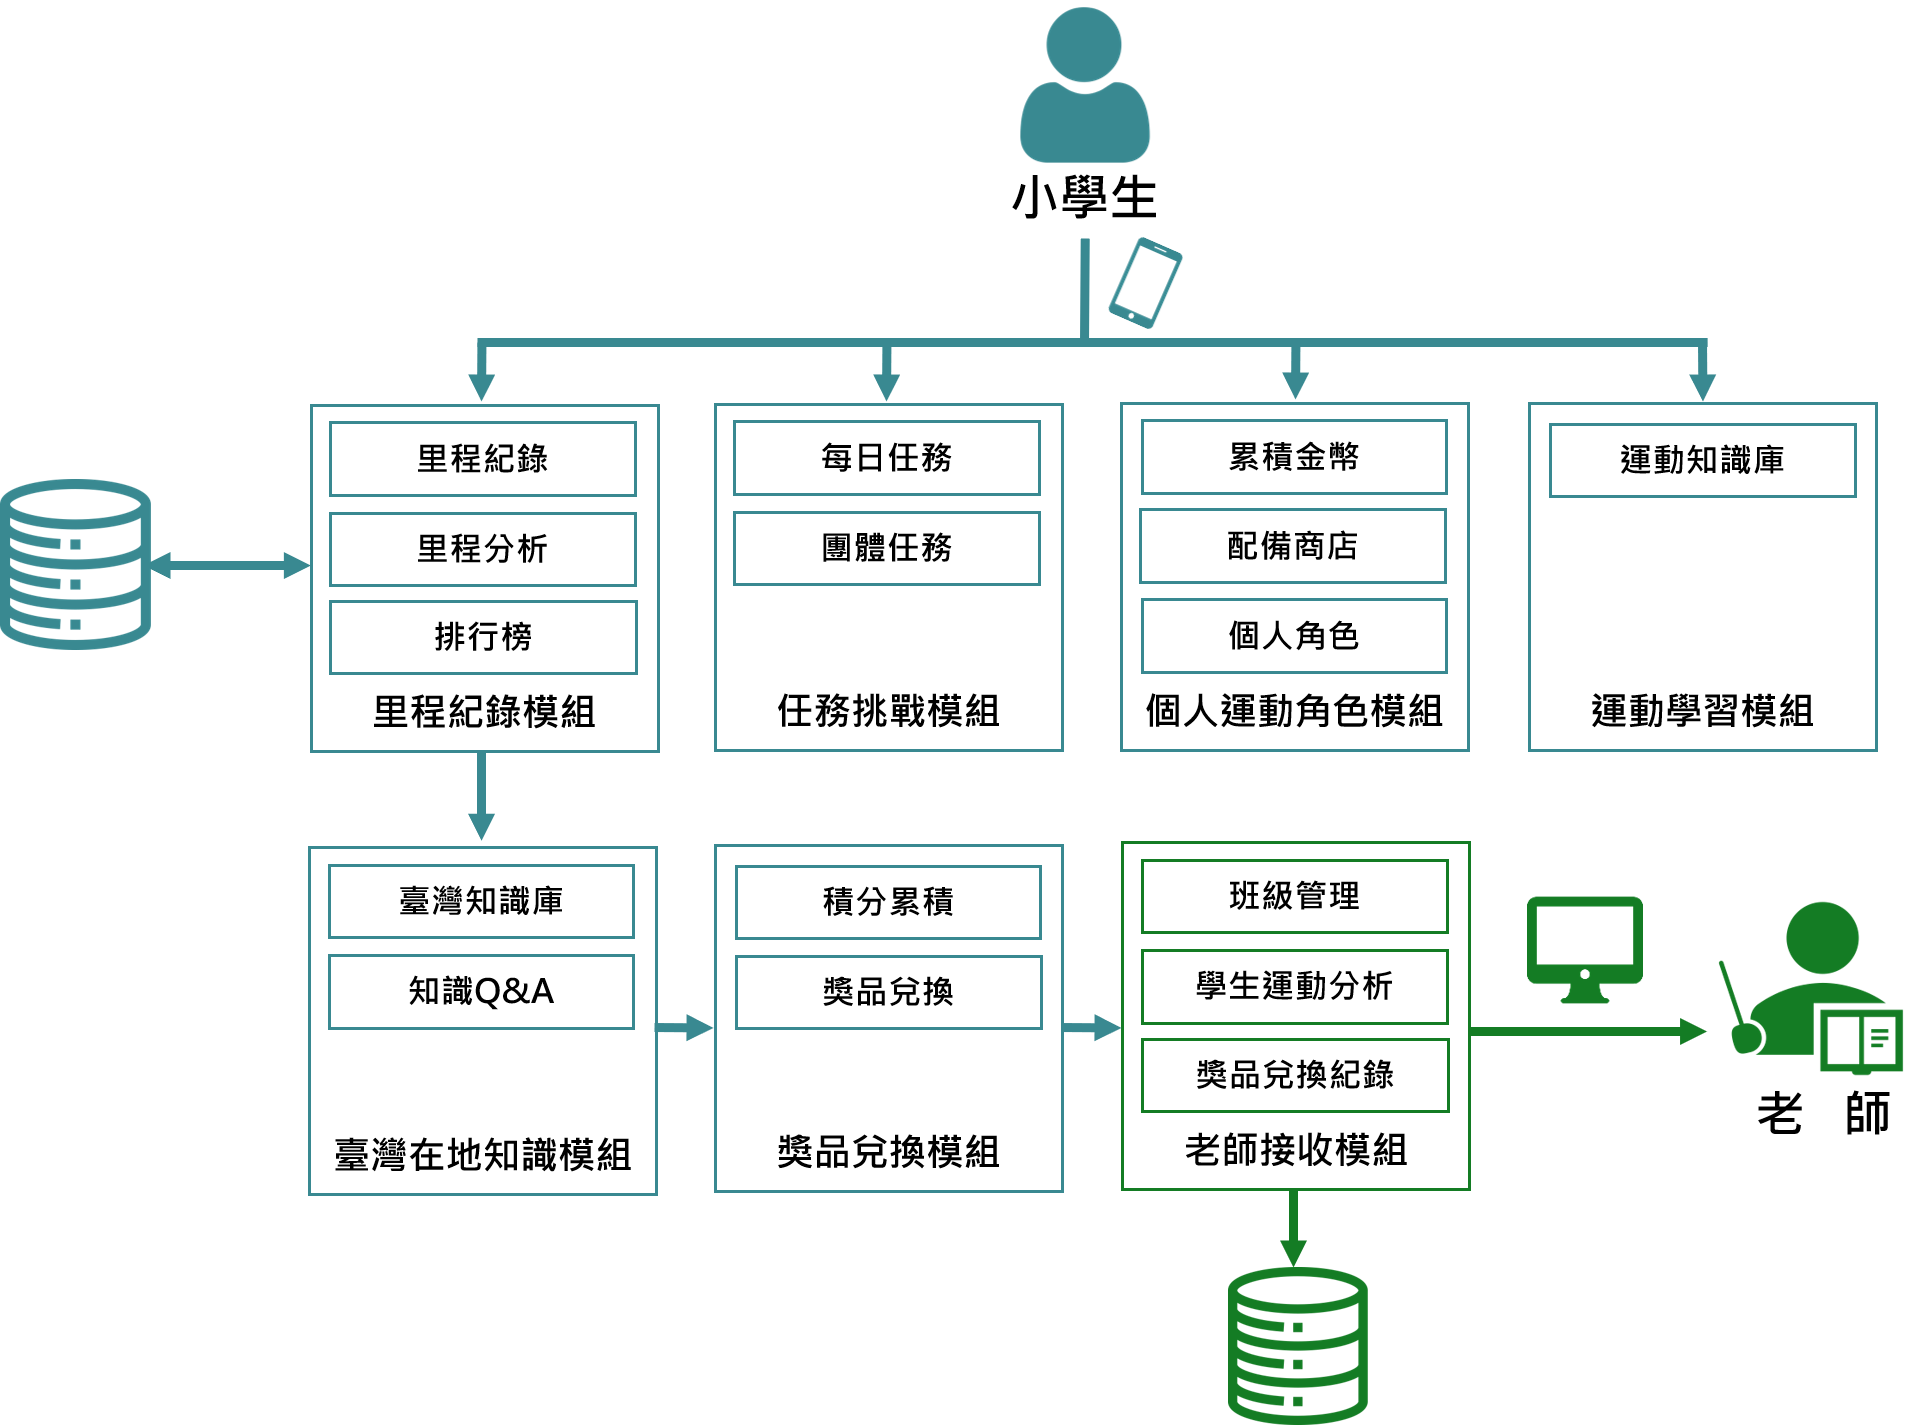 小學生
里程紀錄
里程分析
排行榜
里程紀錄模組
每日任務
團體任務
任務挑戰模組
累積金幣
配備商店
個人角色
個人運動角色模組
運動知識庫
運動學習模組
臺灣知識庫
知識Q&A
臺灣在地知識模組
積分累積
獎品兌換
獎品兌換模組
班級管理
學生運動分析
獎品兌換紀錄
老師接收模組
老 師